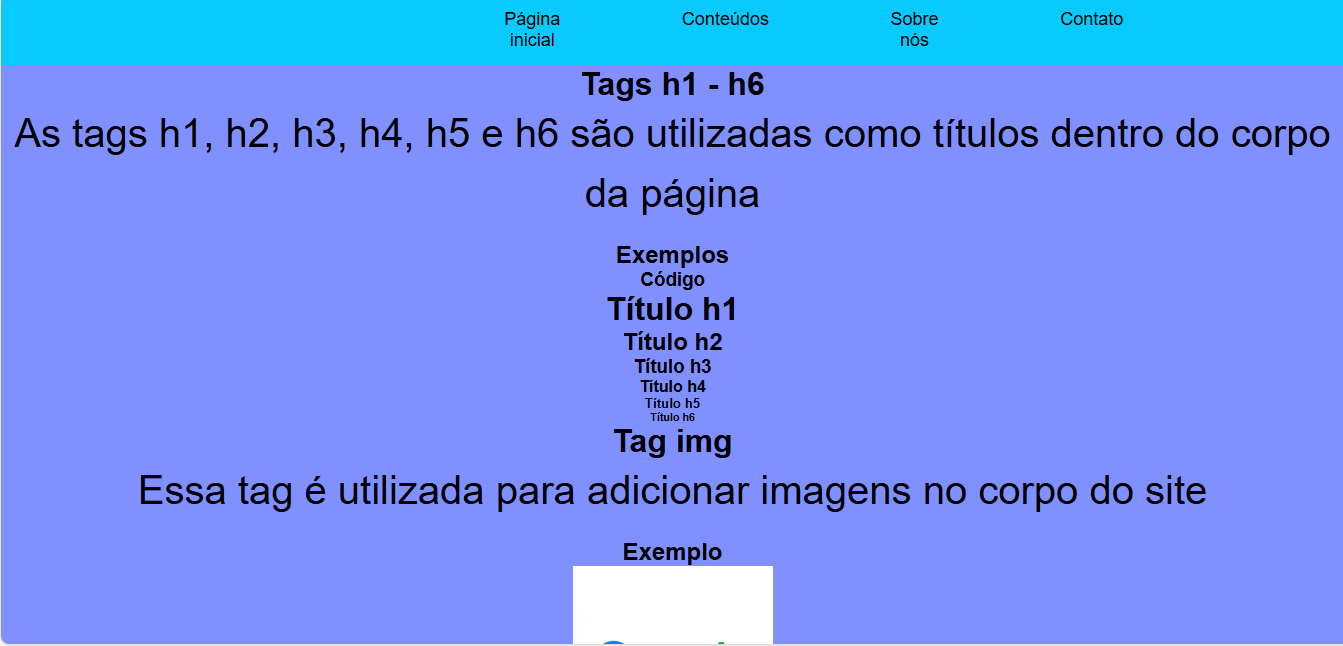 Página inicial
Conteúdos
Sobre nós
Contato
Tags h1 - h6
As tags h1, h2, h3, h4, h5 e h6 são utilizadas como títulos dentro do corpo
da página
Exemplos
Código
Título h1
Título h2
Título h3
Título h4
Título h5
Título h6
Tag img
Essa tag é utilizada para adicionar imagens no corpo do site
Exemplo